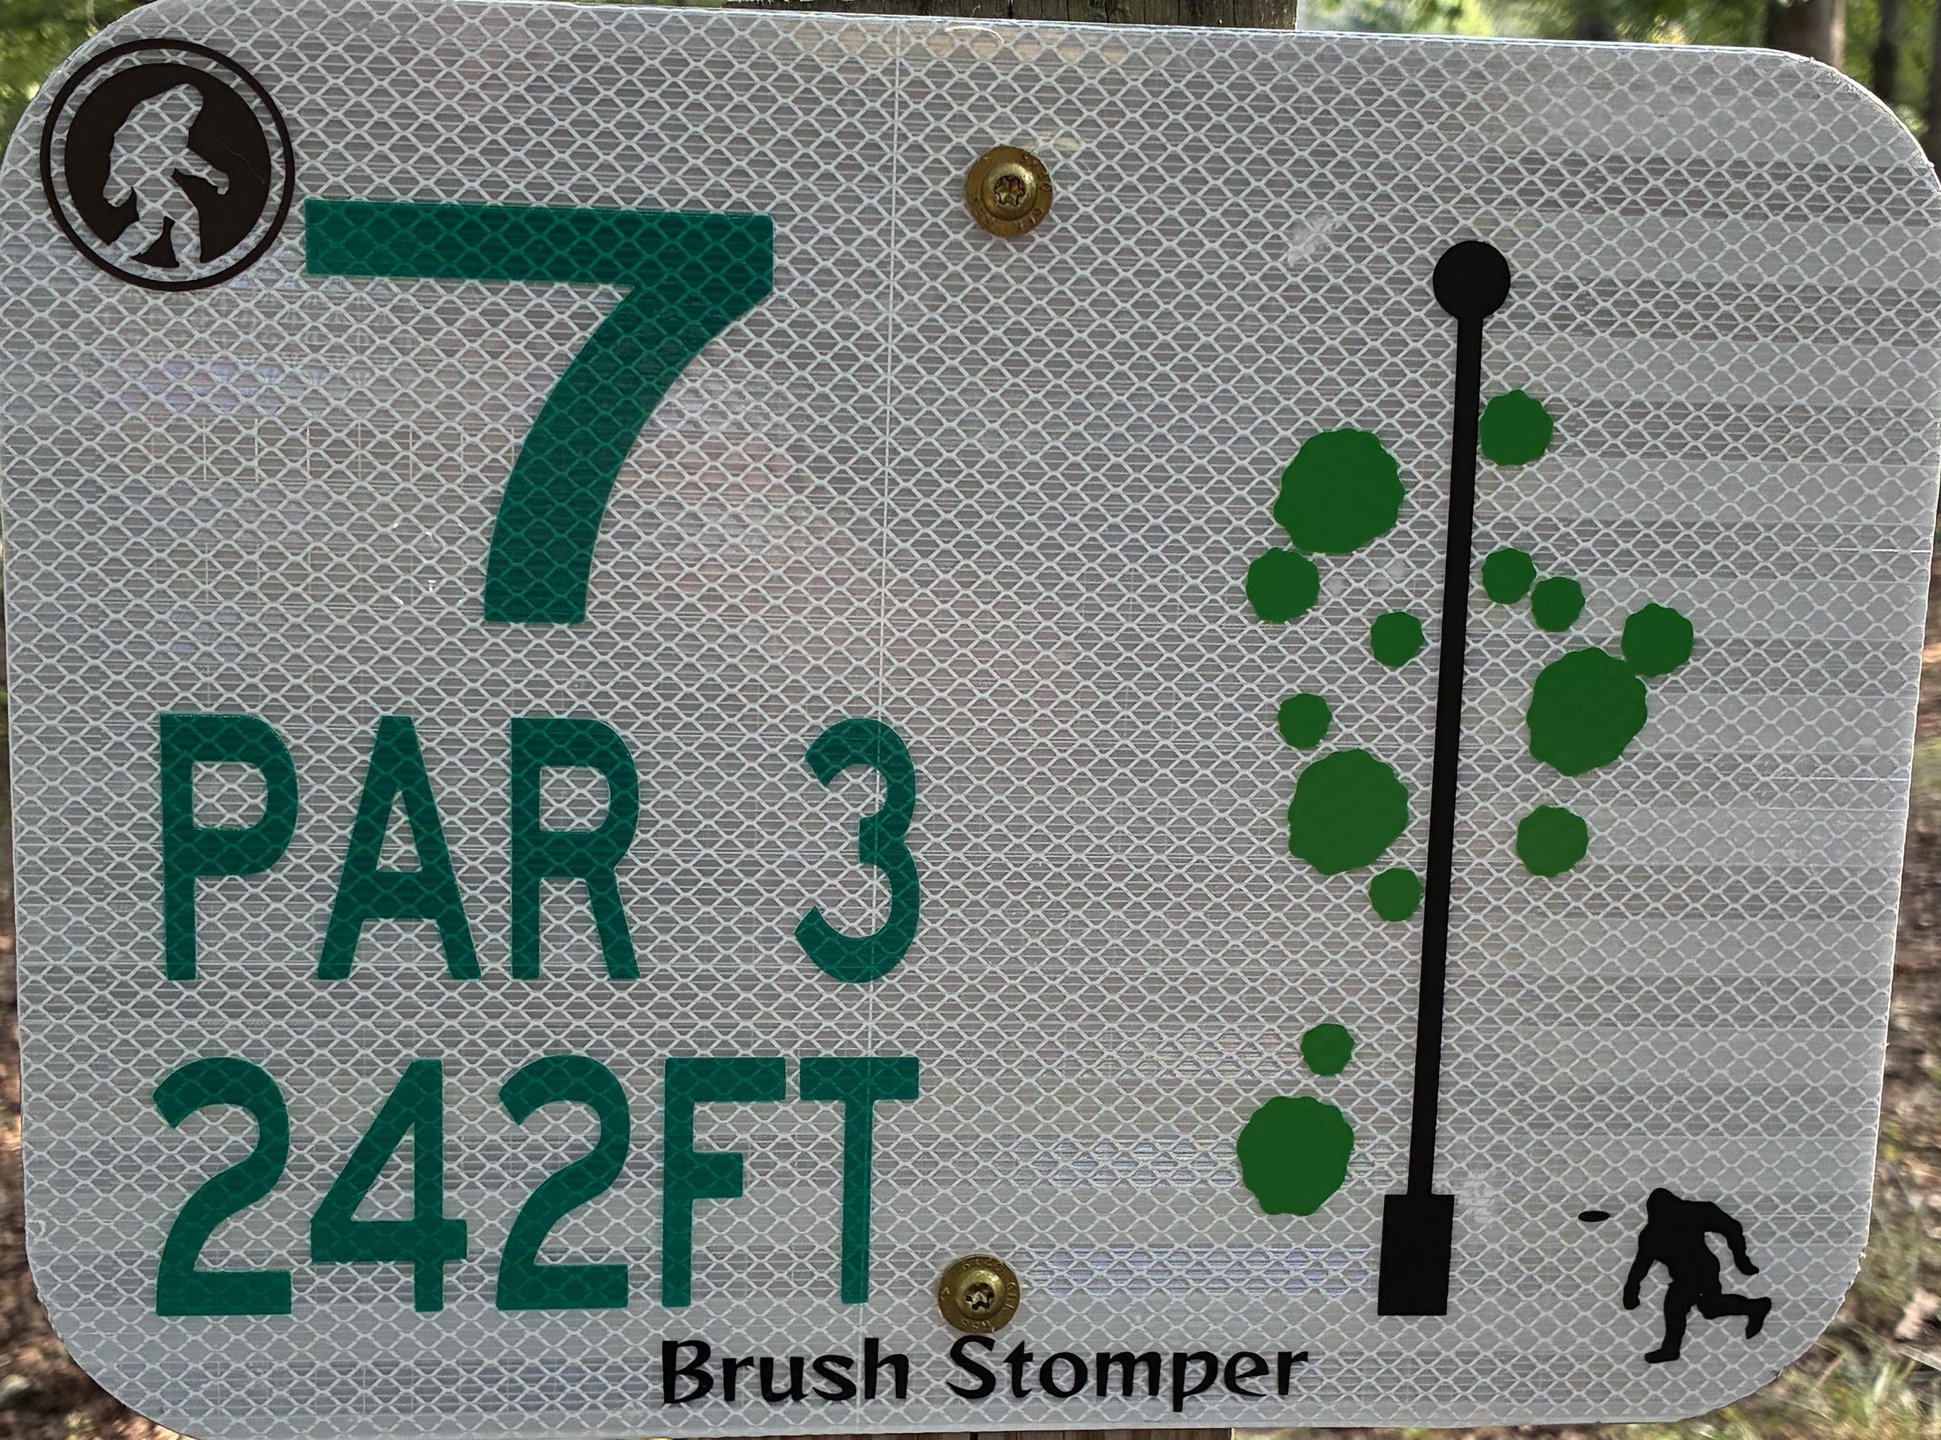 7
PAR 3
242FT
Brush Stomper